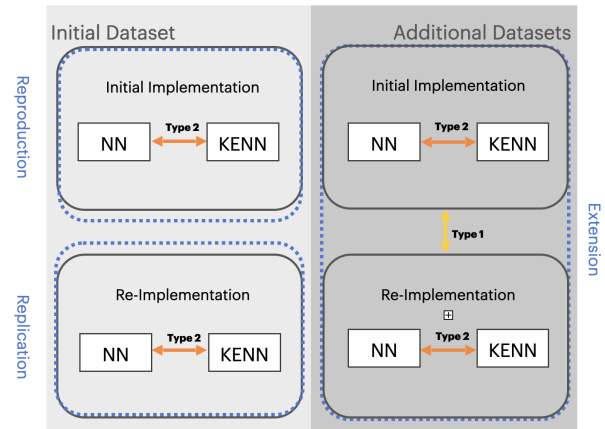 Initial Dataset
Additional Datasets
Reproduction
Initial Implementation
Type 2
NN
KENN
Initial Implementation
Type 2
NN
KENN
Type 1
Extension
Replication
Re-Implementation
Type 2
NN
KENN
Re-Implementation
Type 2
NN
KENN